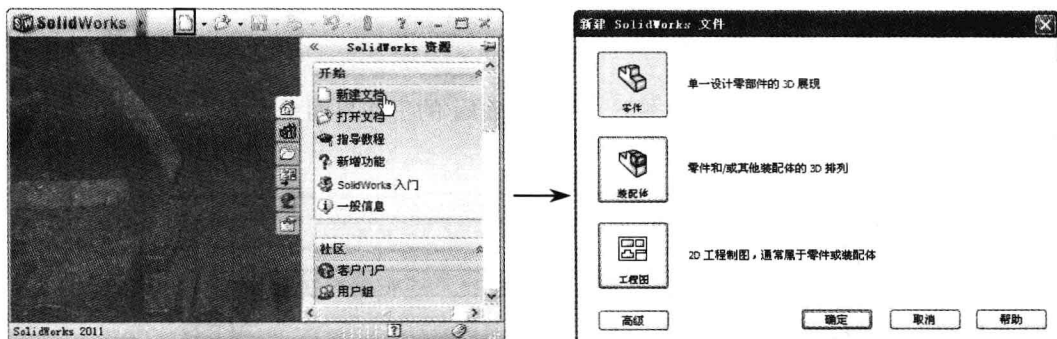 SolidWorks
SolidWorks 资源
开始
新建文档
打开文档
指导教程
新增功能
SolidWorks 入门
一般信息
社区
客户门户
用户组
SolidWorks 2011
新建 SolidWorks 文件
零件
单一设计零部件的 3D 展现
装配体
零件和/或其他装配体的 3D 排列
工程图
2D 工程制图，通常属于零件或装配体
高级
确定
取消
帮助